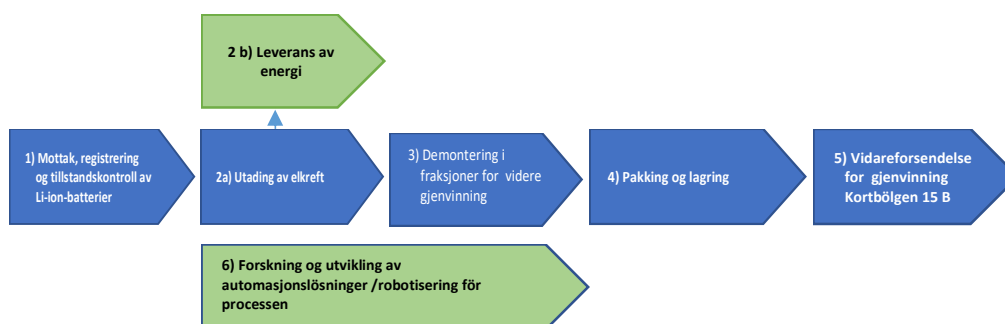 2 b) Leverans av
energi
1) Mottak, registrering
og tillstandskontroll av
Li-ion-batterier
2a) Utading av elkreft
3) Demontering i
fraksjoner for videre
gjenvinning
4) Pakking og lagring
5) Vidareforsendelse
for gjenvinning
Kortbölgen 15 B
6) Forskning og utvikling av
automasjonslösninger /robotisering för
processen